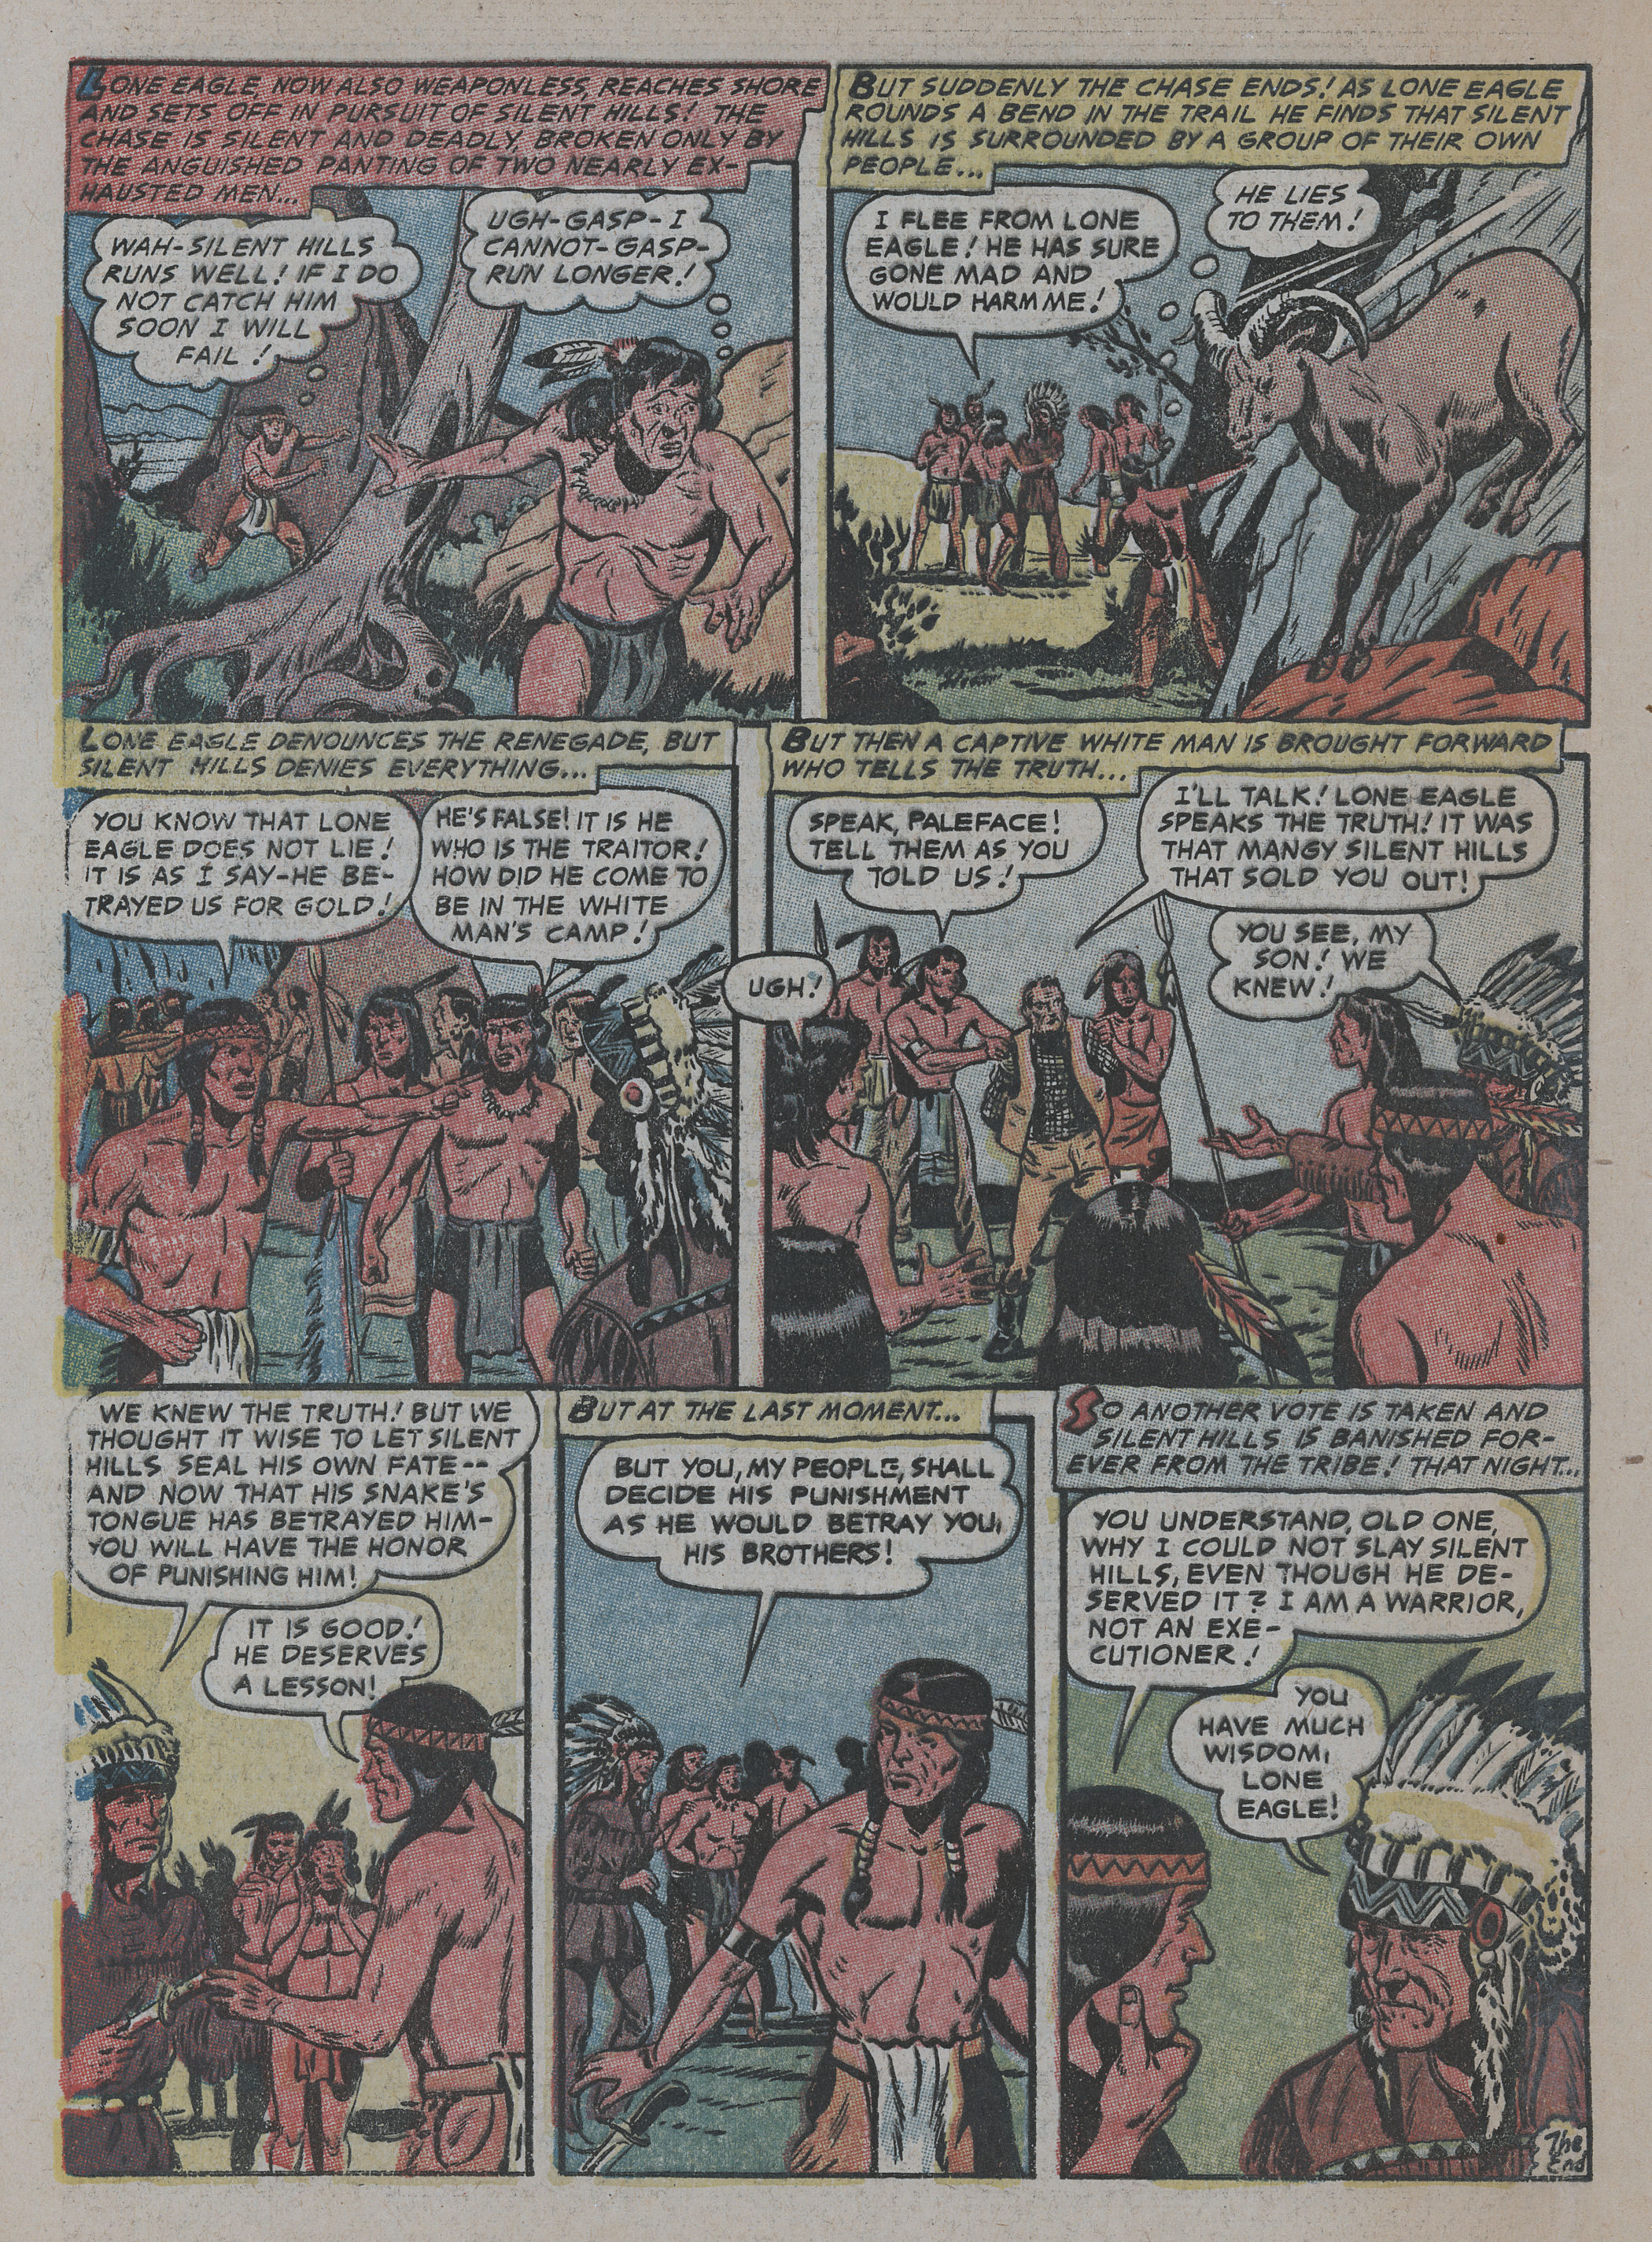 LONE EAGLE, NOW ALSO WEAPONLESS, REACHES SHORE
AND SETS OFF IN PURSUIT OF SILENT HILLS! THE
CHASE IS SILENT AND DEADLY, BROKEN ONLY BY
THE ANGUISHED PANTING OF TWO NEARLY EX-
HAUSTED MEN...
WAH-SILENT HILLS
RUNS WELL! IF I DO
NOT CATCH HIM
SOON I WILL
FAIL!
UGH-GASP-I
CANNOT-GASP-
RUN LONGER!
BUT SUDDENLY THE CHASE ENDS! AS LONE EAGLE
ROUNDS A BEND IN THE TRAIL HE FINDS THAT SILENT
HILLS IS SURROUNDED BY A GROUP OF THEIR OWN
PEOPLE...
I FLEE FROM LONE
EAGLE! HE HAS SURE
GONE MAD AND
WOULD HARM ME!
HE LIES
TO THEM!
LONE EAGLE DENOUNCES THE RENEGADE, BUT
SILENT HILLS DENIES EVERYTHING...
YOU KNOW THAT LONE
EAGLE DOES NOT LIE!
IT IS AS I SAY-HE BE-
TRAYED US FOR GOLD!
HE'S FALSE! IT IS HE
WHO IS THE TRAITOR!
HOW DID HE COME TO
BE IN THE WHITE
MAN'S CAMP!
BUT THEN A CAPTIVE WHITE MAN IS BROUGHT FORWARD
WHO TELLS THE TRUTH...
UGH!
SPEAK, PALEFACE!
TELL THEM AS YOU
TOLD US!
I'LL TALK! LONE EAGLE
SPEAKS THE TRUTH! IT WAS
THAT MANGY SILENT HILLS
THAT SOLD YOU OUT!
YOU SEE, MY
SON! WE
KNEW!
WE KNEW THE TRUTH! BUT WE
THOUGHT IT WISE TO LET SILENT
HILLS SEAL HIS OWN FATE--
AND NOW THAT HIS SNAKE'S
TONGUE HAS BETRAYED HIM-
YOU WILL HAVE THE HONOR
OF PUNISHING HIM!
IT IS GOOD!
HE DESERVES
A LESSON!
BUT AT THE LAST MOMENT...
BUT YOU, MY PEOPLE, SHALL
DECIDE HIS PUNISHMENT
AS HE WOULD BETRAY YOU,
HIS BROTHERS!
SO ANOTHER VOTE IS TAKEN AND
SILENT HILLS IS BANISHED FOR-
EVER FROM THE TRIBE! THAT NIGHT...
YOU UNDERSTAND, OLD ONE,
WHY I COULD NOT SLAY SILENT
HILLS, EVEN THOUGH HE DE-
SERVED IT? I AM A WARRIOR,
NOT AN EXE-
CUTIONER!
YOU
HAVE MUCH
WISDOM,
LONE
EAGLE!
The
End